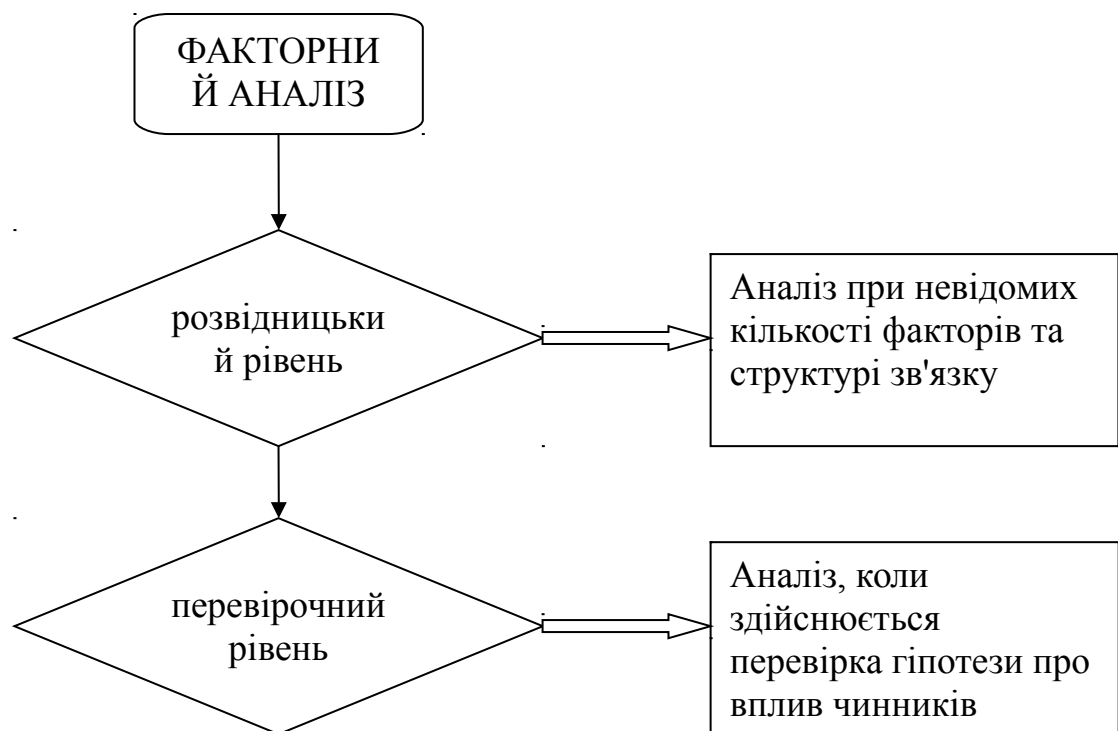 ФАКТОРНИ
Й АНАЛІЗ
розвідницьки
й рівень
Аналіз при невідомих
кількості факторів та
структурі зв'язку
перевірочний
рівень
Аналіз, коли
здійснюється
перевірка гіпотези про
вплив чинників